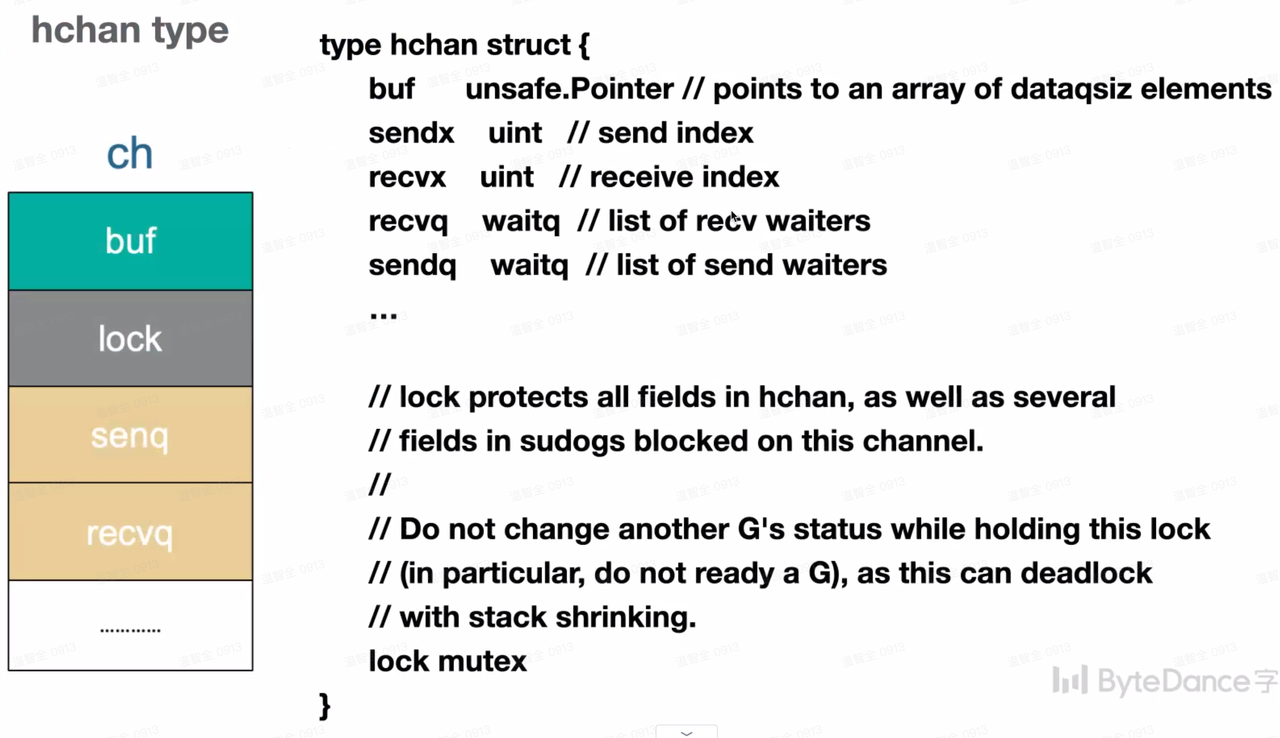 hchan type
ch
buf
lock
senq
recvq
............
type hchan struct {
buf unsafe.Pointer // points to an array of dataqsiz elements
sendx uint // send index
recvx uint // receive index
recvq waitq // list of recv waiters
sendq waitq // list of send waiters
...
// lock protects all fields in hchan, as well as several
// fields in sudogs blocked on this channel.
//
// Do not change another G's status while holding this lock
// (in particular, do not ready a G), as this can deadlock
// with stack shrinking.
lock mutex
}
ByteDance字